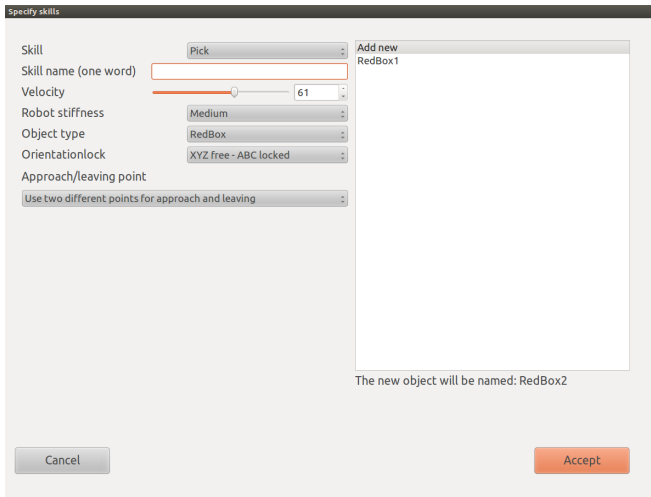 Specify skills
Skill Pick
Skill name (one word)
Velocity 61
Robot stiffness Medium
Object type RedBox
Orientationlock XYZ free - ABC locked
Approach/leaving point
Use two different points for approach and leaving
Add new
RedBox1
The new object will be named: RedBox2
Cancel Accept